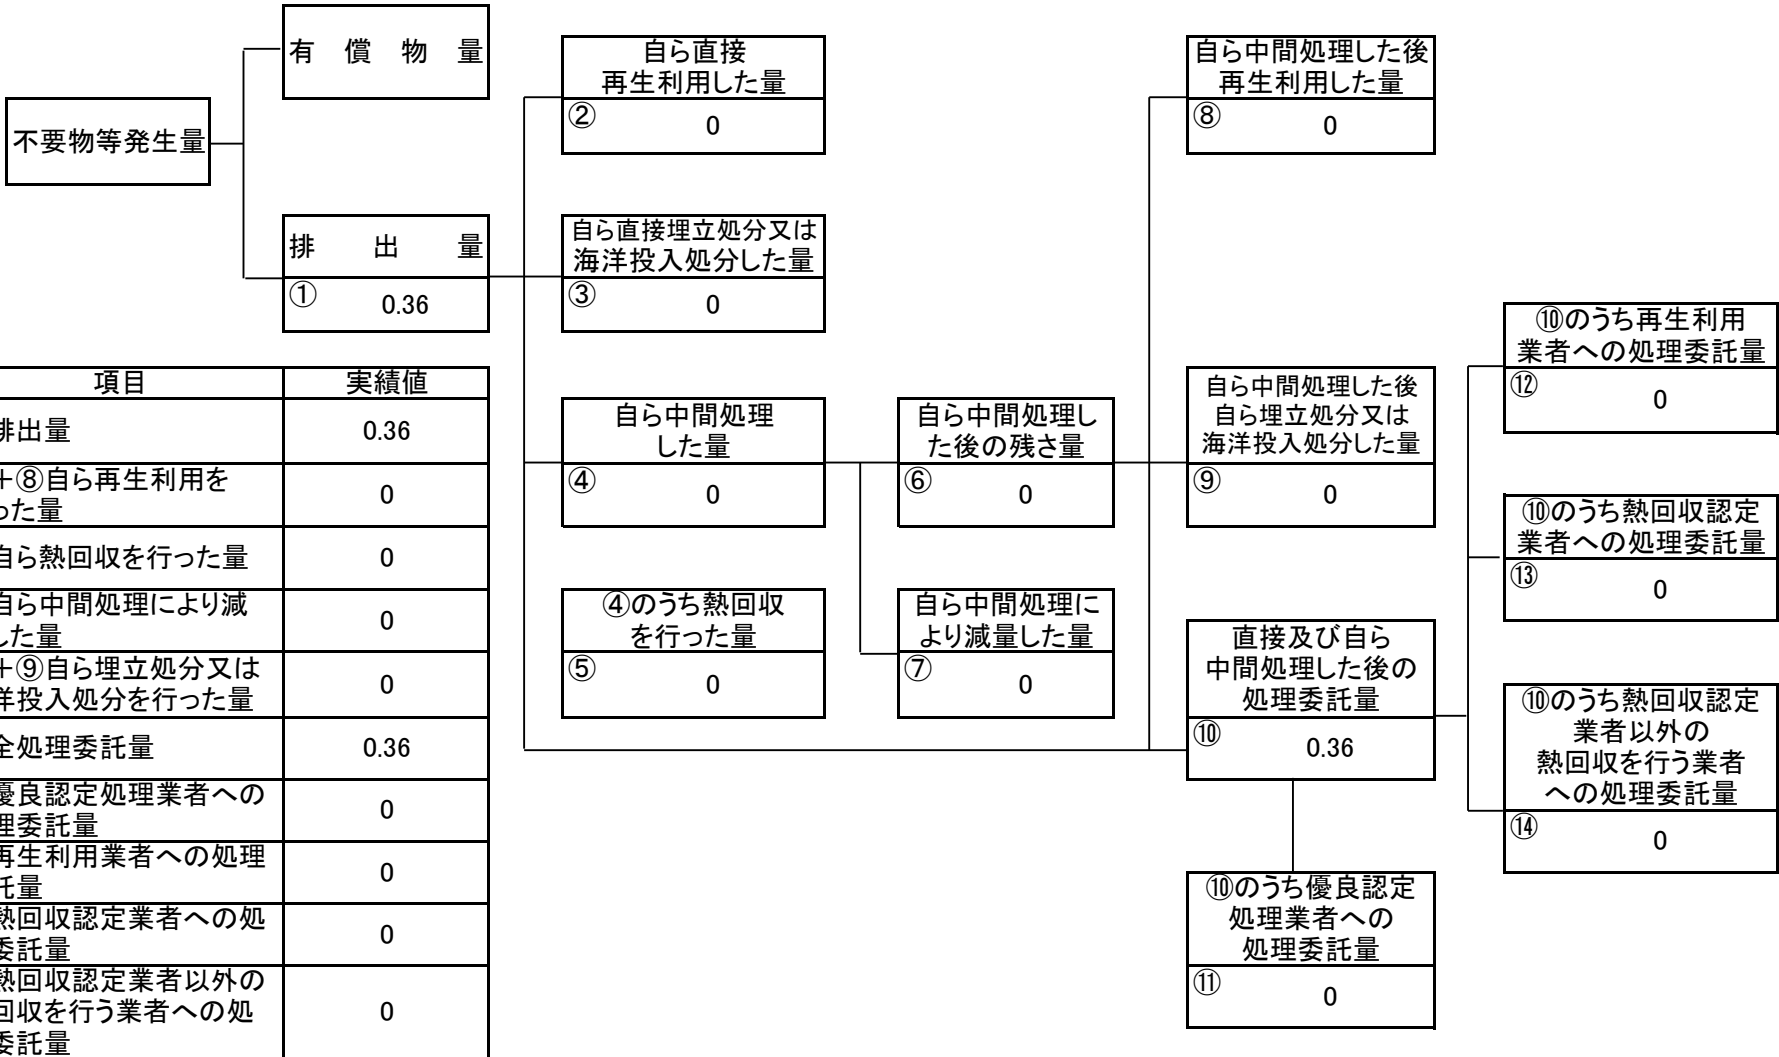 有償物量
不要物等発生量
排出量
① 0.36
自ら直接
再生利用した量
② 0
自ら直接埋立処分又は
海洋投入処分した量
③ 0
自ら中間処理
した量
④ 0
④のうち熱回収
を行った量
⑤ 0
自ら中間処理し
た後の残さ量
⑥ 0
自ら中間処理に
より減量した量
⑦ 0
自ら中間処理した後
再生利用した量
⑧ 0
自ら中間処理した後
自ら埋立処分又は
海洋投入処分した量
⑨ 0
直接及び自ら
中間処理した後の
処理委託量
⑩ 0.36
⑩のうち優良認定
処理業者への
処理委託量
⑪ 0
⑩のうち再生利用
業者への処理委託量
⑫ 0
⑩のうち熱回収認定
業者への処理委託量
⑬ 0
⑩のうち熱回収認定
業者以外の
熱回収を行う業者
への処理委託量
⑭ 0
項目 実績値
排出量 0.36
+⑧自ら再生利用を
った量 0
自ら熱回収を行った量 0
自ら中間処理により減
した量 0
+⑨自ら埋立処分又は
洋投入処分を行った量 0
全処理委託量 0.36
優良認定処理業者への
理委託量 0
再生利用業者への処理
託量 0
熱回収認定業者への処
委託量 0
熱回収認定業者以外の
回収を行う業者への処
委託量 0